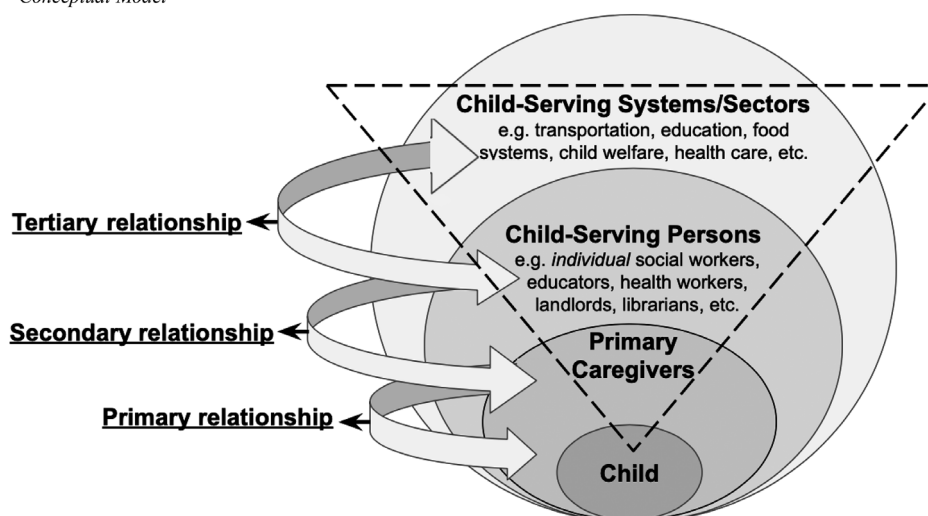 Conceptual Model
Child-Serving Systems/Sectors
e.g. transportation, education, food
systems, child welfare, health care, etc.
Tertiary relationship
Child-Serving Persons
e.g. individual social workers,
educators, health workers,
landlords, librarians, etc.
Secondary relationship
Primary
Caregivers
Primary relationship
Child